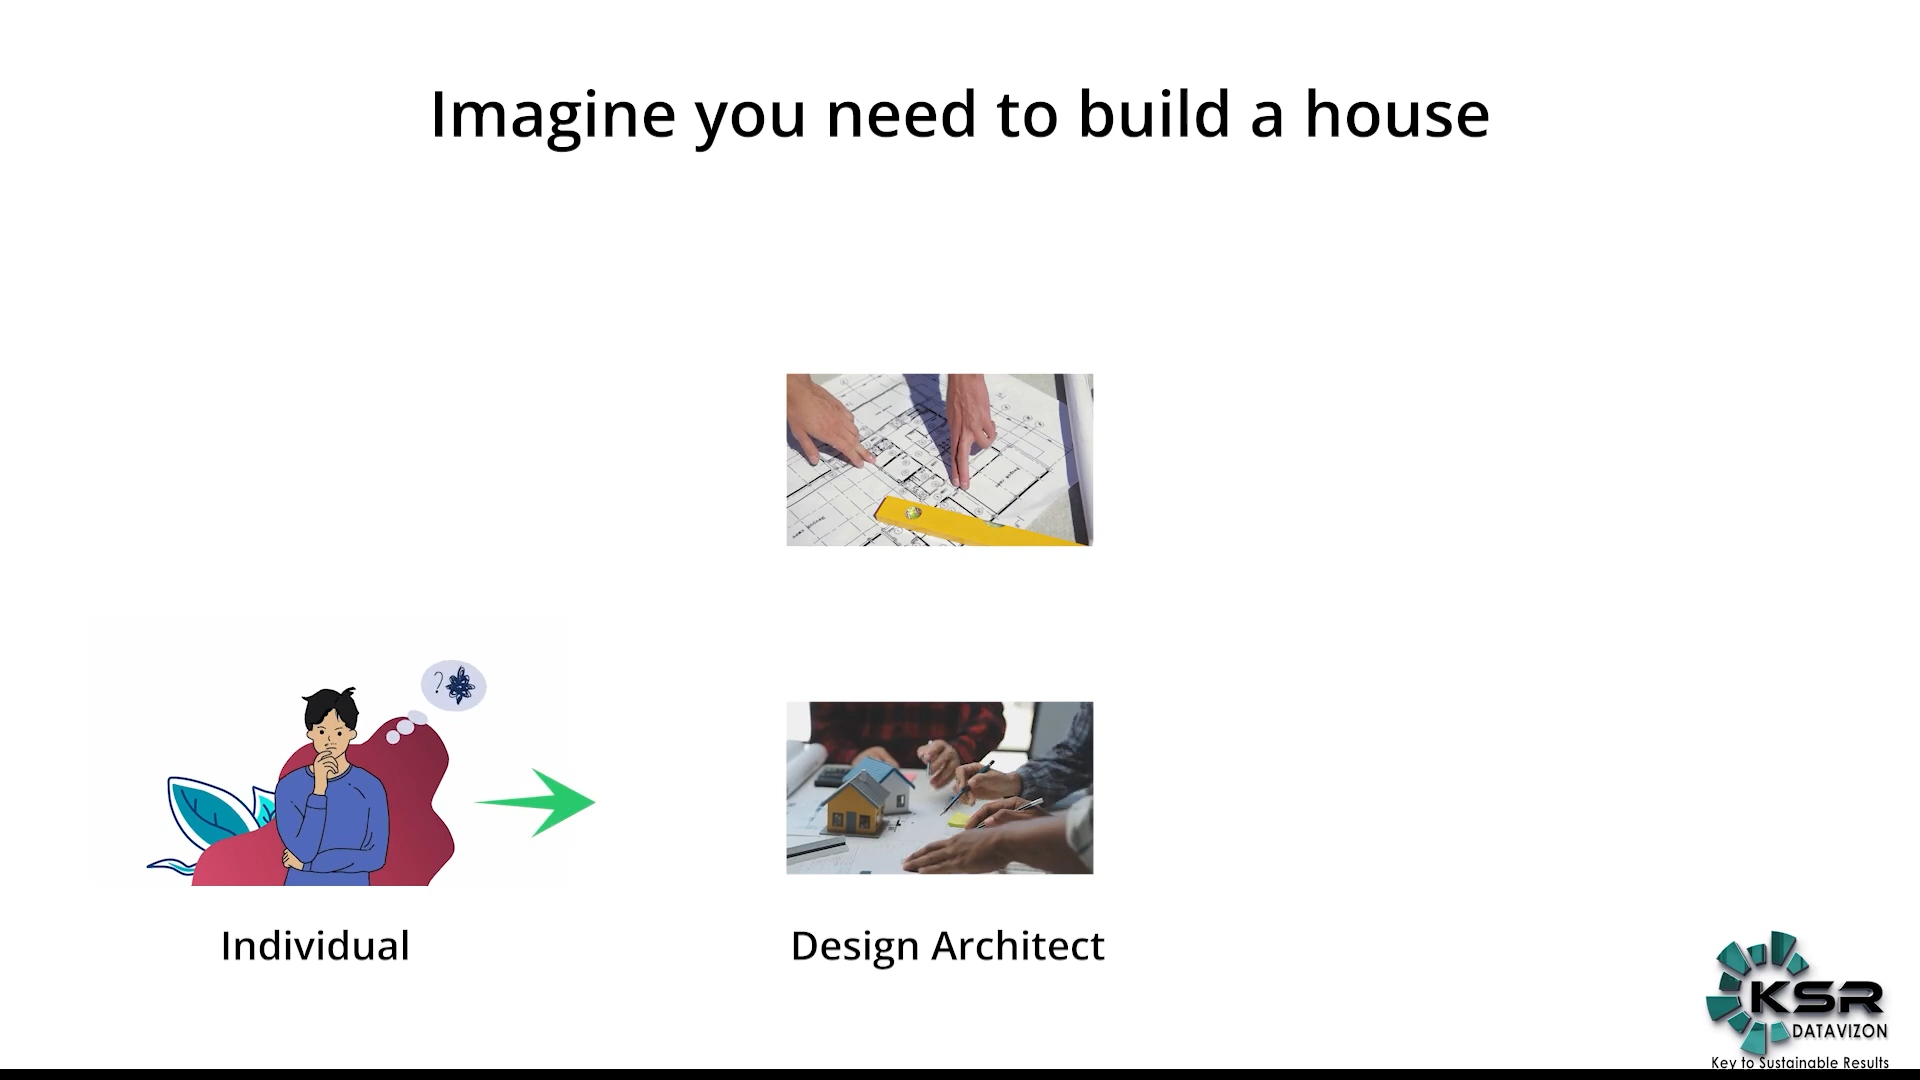 Imagine you need to build a house
?
Individual
Design Architect
KSR
DATAVIZON
Key to Sustainable Results